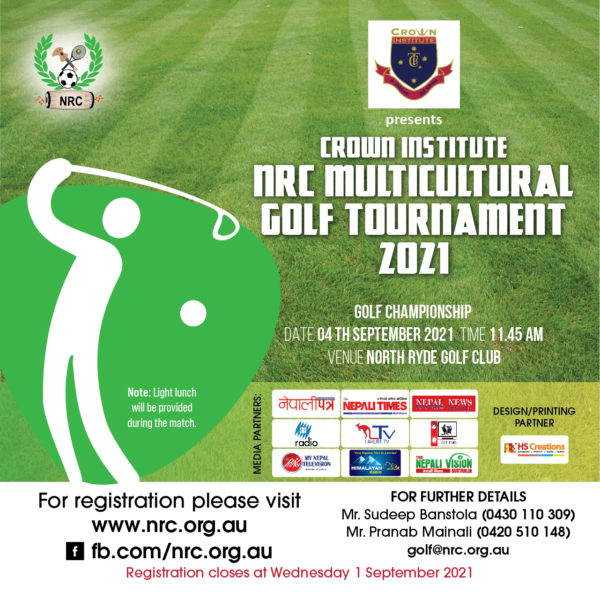 NRC
CROWN
INSTITUTE
presents
CROWN INSTITUTE
NRC MULTICULTURAL
GOLF TOURNAMENT
2021
GOLF CHAMPIONSHIP
DATE 04 TH SEPTEMBER 2021 TIME 11.45 AM
VENUE NORTH RYDE GOLF CLUB
Note: Light lunch
will be provided
during the match.
MEDIA PARTNERS:
नेपालीपत्र
NEPALI TIMES
NEPAL NEWS
radio
TV
MY NEPAL
TELEVISION
HIMALAYAN
THE
NEPALI VISION
DESIGN/PRINTING
PARTNER
HS Creations
For registration please visit
www.nrc.org.au
fb.com/nrc.org.au
FOR FURTHER DETAILS
Mr. Sudeep Banstola (0430 110 309)
Mr. Pranab Mainali (0420 510 148)
golf@nrc.org.au
Registration closes at Wednesday 1 September 2021